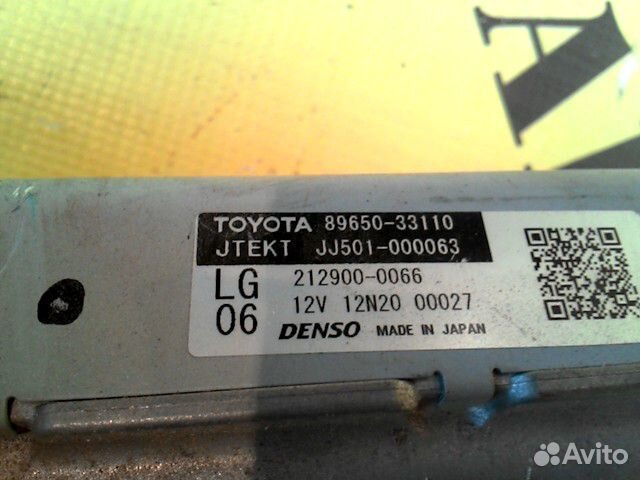 TOYOTA 89650-33110
JTEKT JJ501-000063
LG 212900-0066
06 12V 12N20 00027
DENSO MADE IN JAPAN
Avito